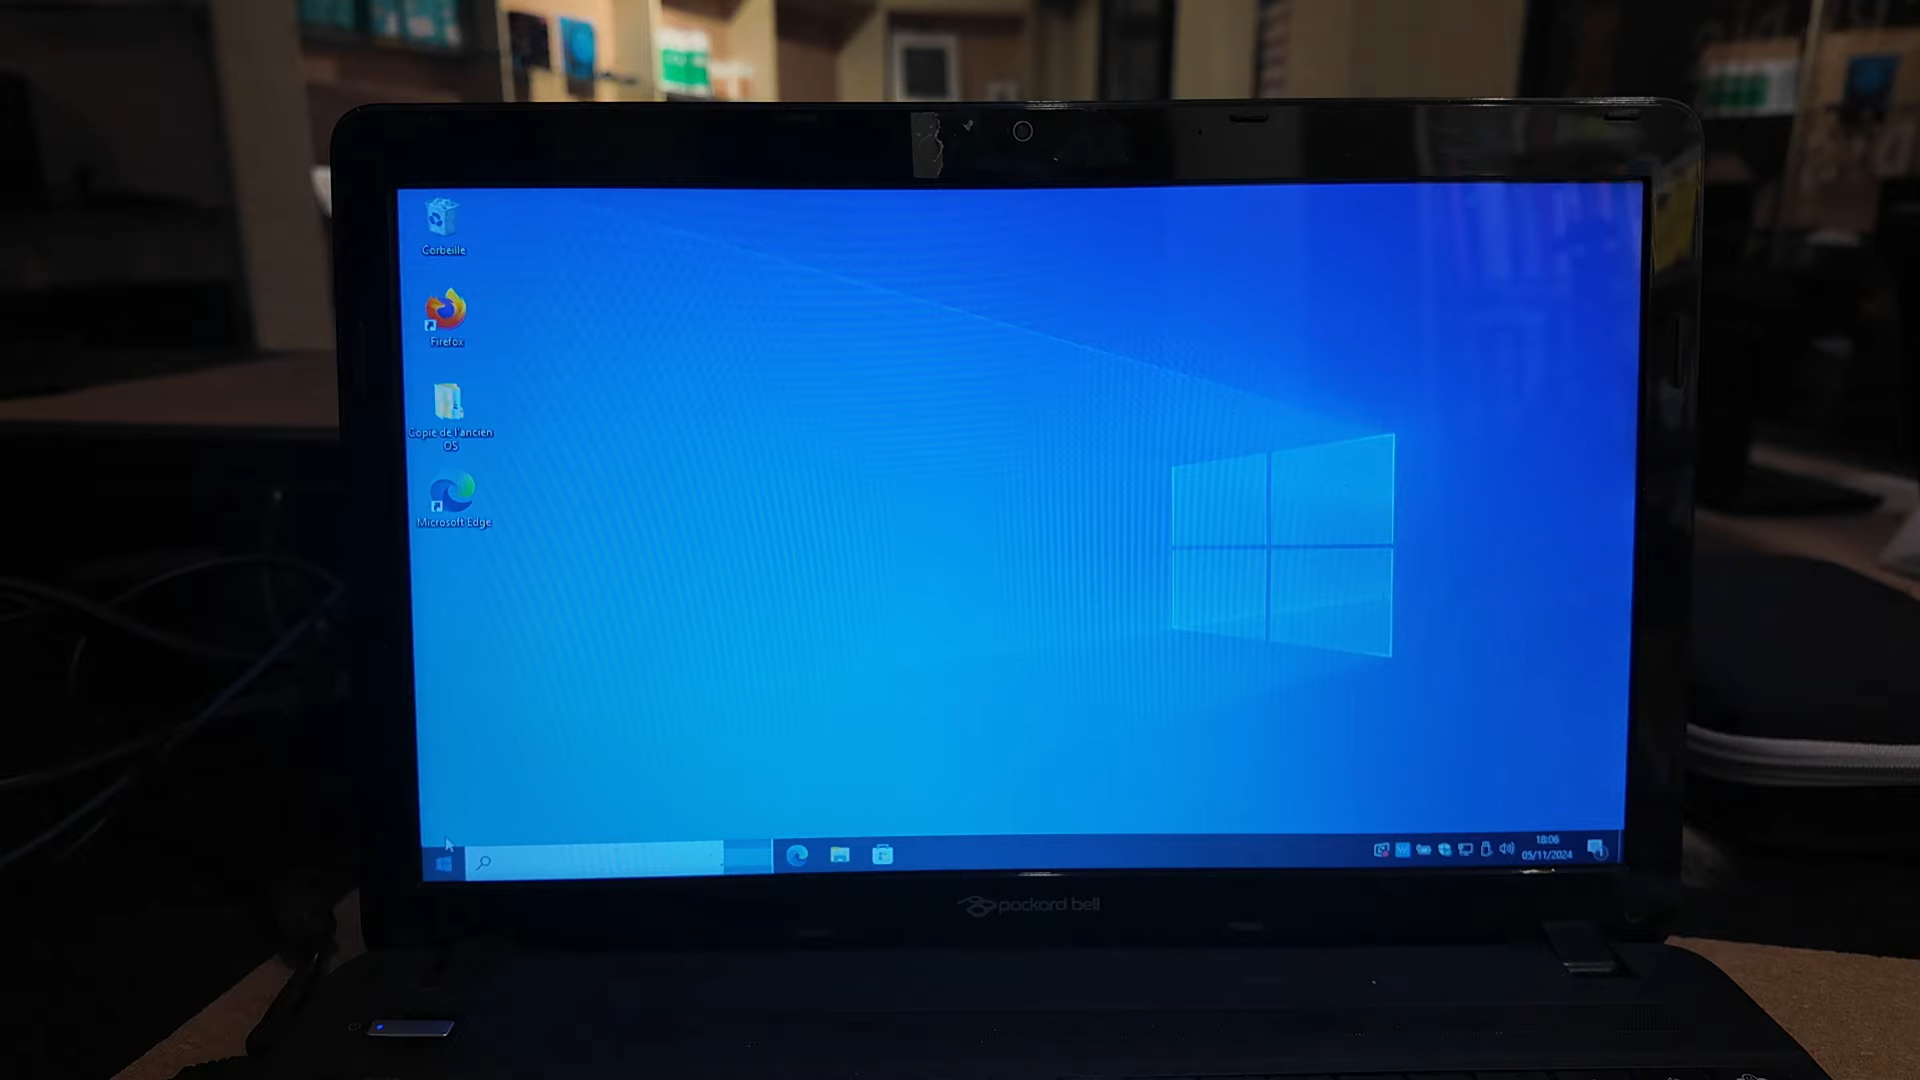 Corbeille
Firefox
Copie de l'ancien
OS
Microsoft Edge
18:06
05/11/2024
packard bell